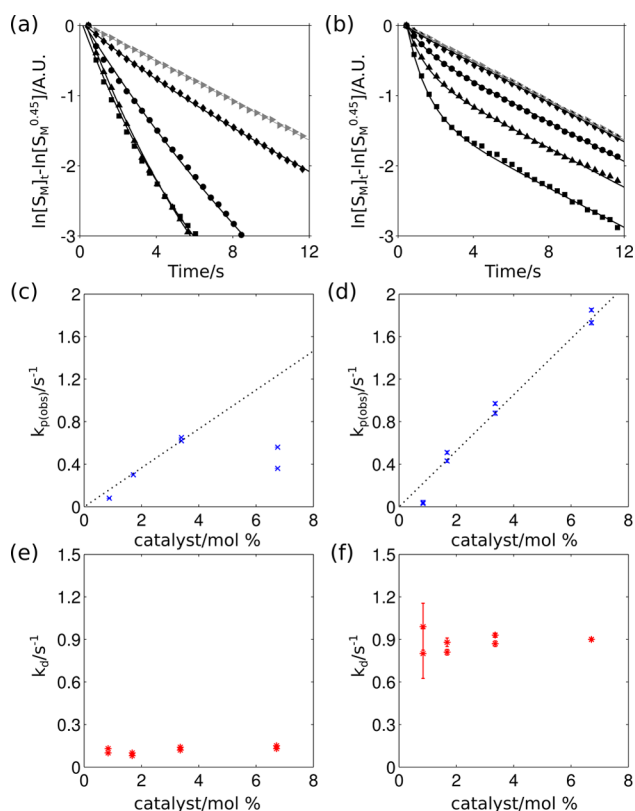 (a)
(b)
0
-1
-2
-3
ln[S_M]_t-ln[S_M^0.45]/A.U.
0 4 8 12
Time/s
0
-1
-2
-3
ln[S_M]_t-ln[S_M^0.45]/A.U.
0 4 8 12
Time/s
(c)
(d)
2
1.6
1.2
0.8
0.4
0
k_p(obs)/s^-1
0 2 4 6 8
catalyst/mol %
2
1.6
1.2
0.8
0.4
0
k_p(obs)/s^-1
0 2 4 6 8
catalyst/mol %
(e)
(f)
1.5
1.2
0.9
0.6
0.3
0
k_d/s^-1
0 2 4 6 8
catalyst/mol %
1.5
1.2
0.9
0.6
0.3
0
k_d/s^-1
0 2 4 6 8
catalyst/mol %